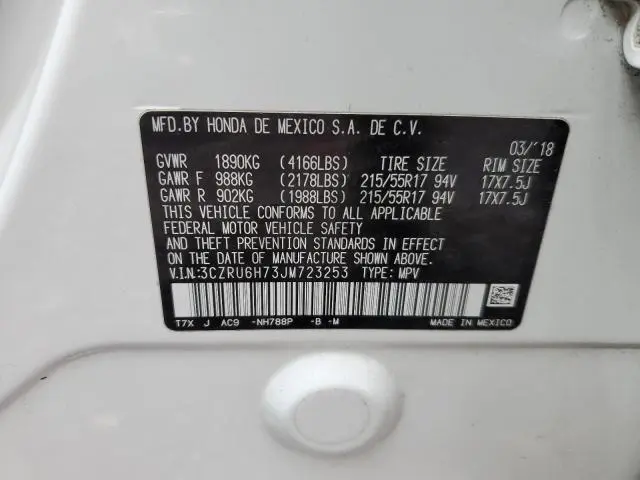 MFD.BY HONDA DE MEXICO S.A. DE C.V.
03/'18
GVWR 1890KG (4166LBS) TIRE SIZE RIM SIZE
GAWR F 988KG (2178LBS) 215/55R17 94V 17X7.5J
GAWR R 902KG (1988LBS) 215/55R17 94V 17X7.5J
THIS VEHICLE CONFORMS TO ALL APPLICABLE
FEDERAL MOTOR VEHICLE SAFETY
AND THEFT PREVENTION STANDARDS IN EFFECT
ON THE DATE OF MANUFACTURE SHOWN ABOVE.
V.I.N:3CZRU6H73JM723253 TYPE: MPV
T7X J AC9 -NH788P -B -M MADE IN MEXICO